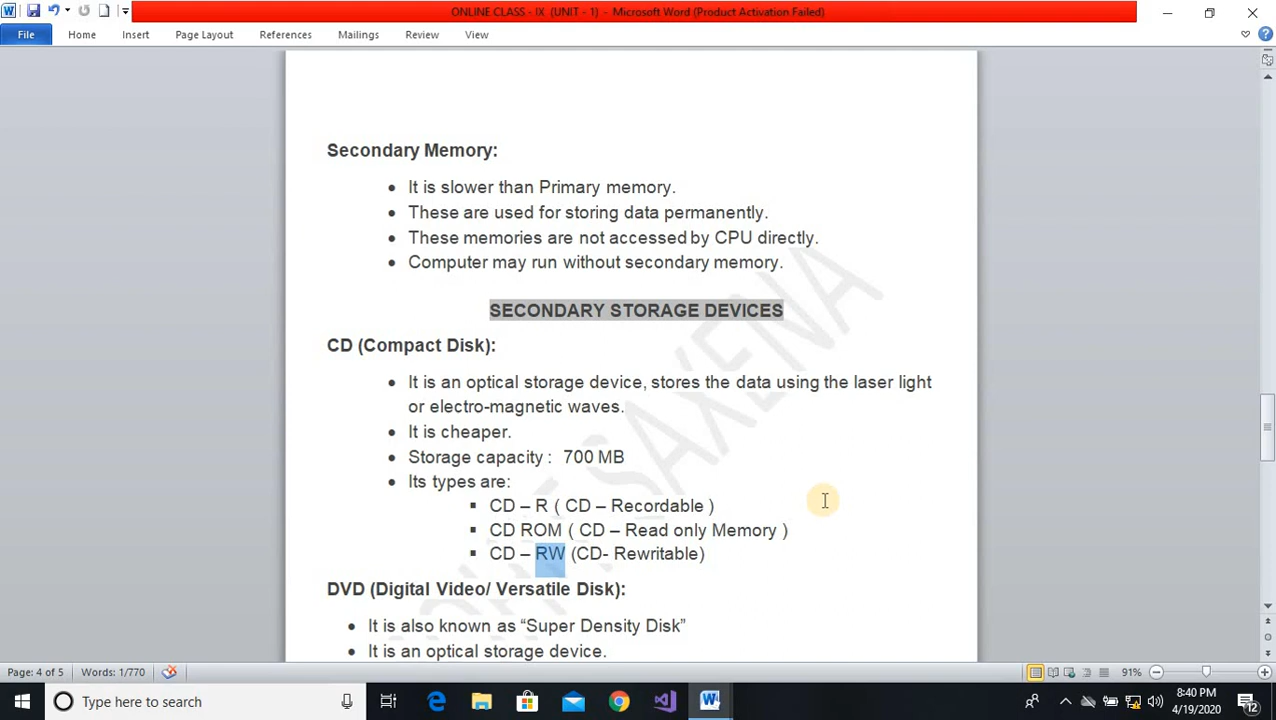 ONLINE CLASS - IX (UNIT - 1) - Microsoft Word (Product Activation Failed)
File Home Insert Page Layout References Mailings Review View
Secondary Memory:
• It is slower than Primary memory.
• These are used for storing data permanently.
• These memories are not accessed by CPU directly.
• Computer may run without secondary memory.
SECONDARY STORAGE DEVICES
CD (Compact Disk):
• It is an optical storage device, stores the data using the laser light
or electro-magnetic waves.
• It is cheaper.
• Storage capacity : 700 MB
• Its types are:
▪ CD – R ( CD – Recordable )
▪ CD ROM ( CD – Read only Memory )
▪ CD – RW (CD- Rewritable)
DVD (Digital Video/ Versatile Disk):
• It is also known as “Super Density Disk”
• It is an optical storage device.
SAXENA
Page: 4 of 5 Words: 1/770 91%
Type here to search
8:40 PM
4/19/2020
12